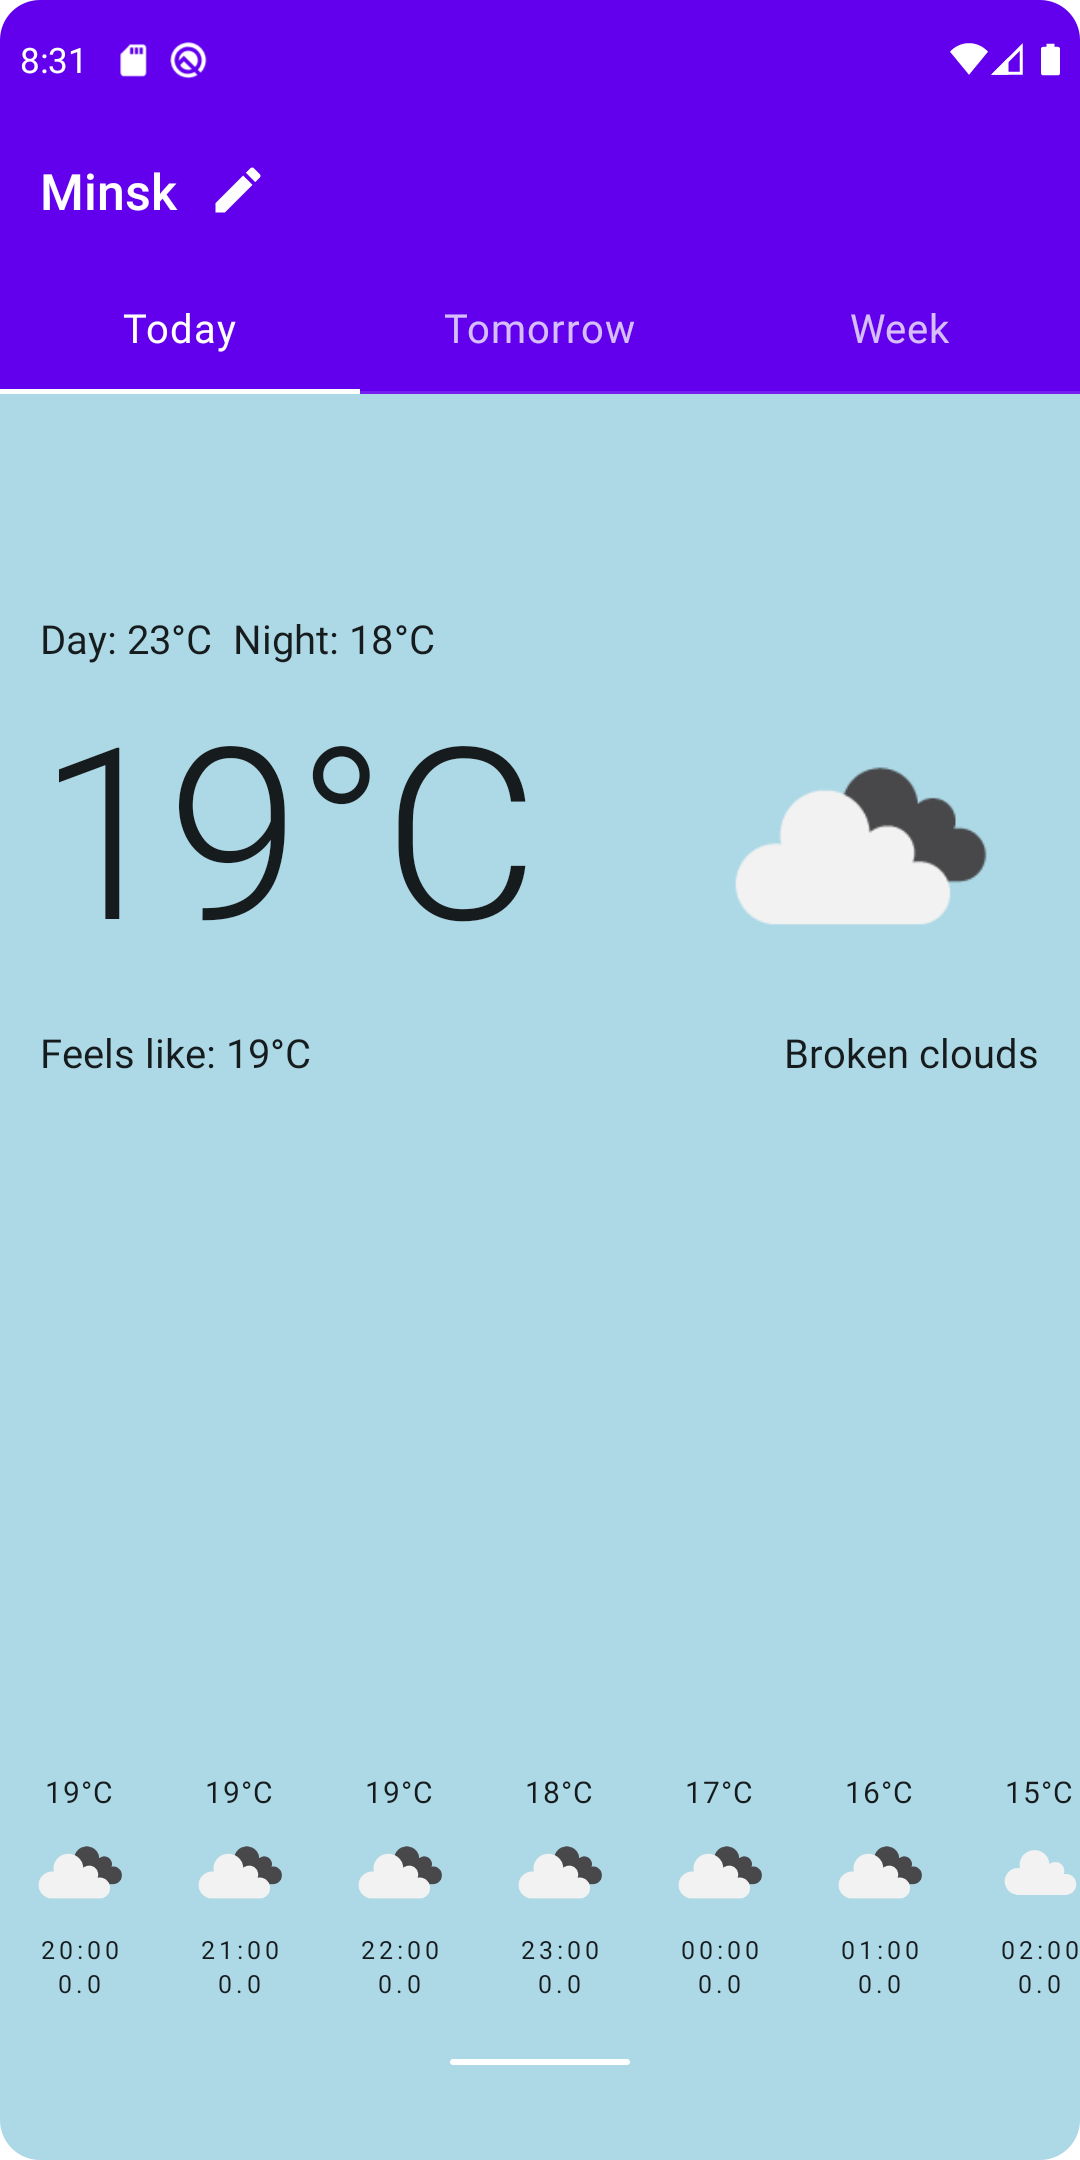 8:31
Minsk
Today Tomorrow Week
Day: 23°C Night: 18°C
19°C
Feels like: 19°C Broken clouds
19°C 19°C 19°C 18°C 17°C 16°C 15°C
20:00 21:00 22:00 23:00 00:00 01:00 02:00
0.0 0.0 0.0 0.0 0.0 0.0 0.0